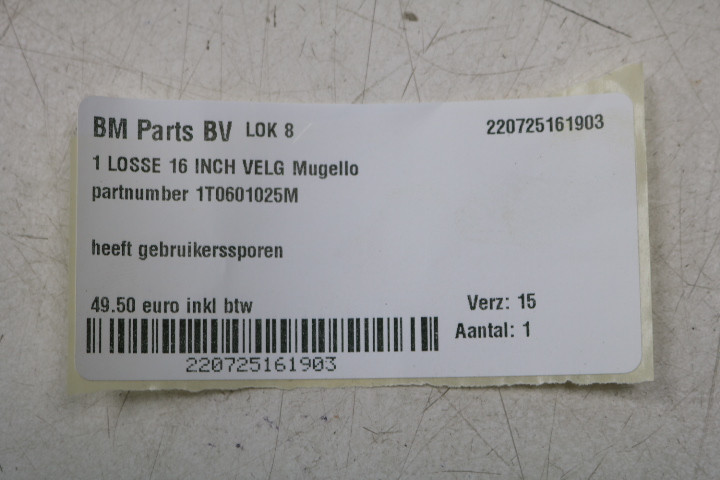 BM Parts BV LOK 8 220725161903
1 LOSSE 16 INCH VELG Mugello
partnumber 1T0601025M
heeft gebruikerssporen
49.50 euro inkl btw Verz: 15
Aantal: 1
220725161903